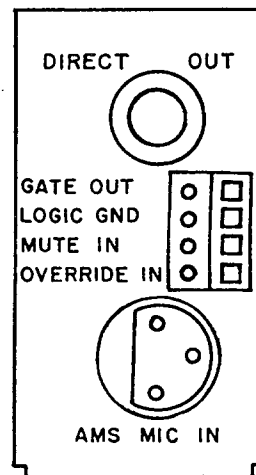 DIRECT OUT
GATE OUT
LOGIC GND
MUTE IN
OVERRIDE IN
AMS MIC IN